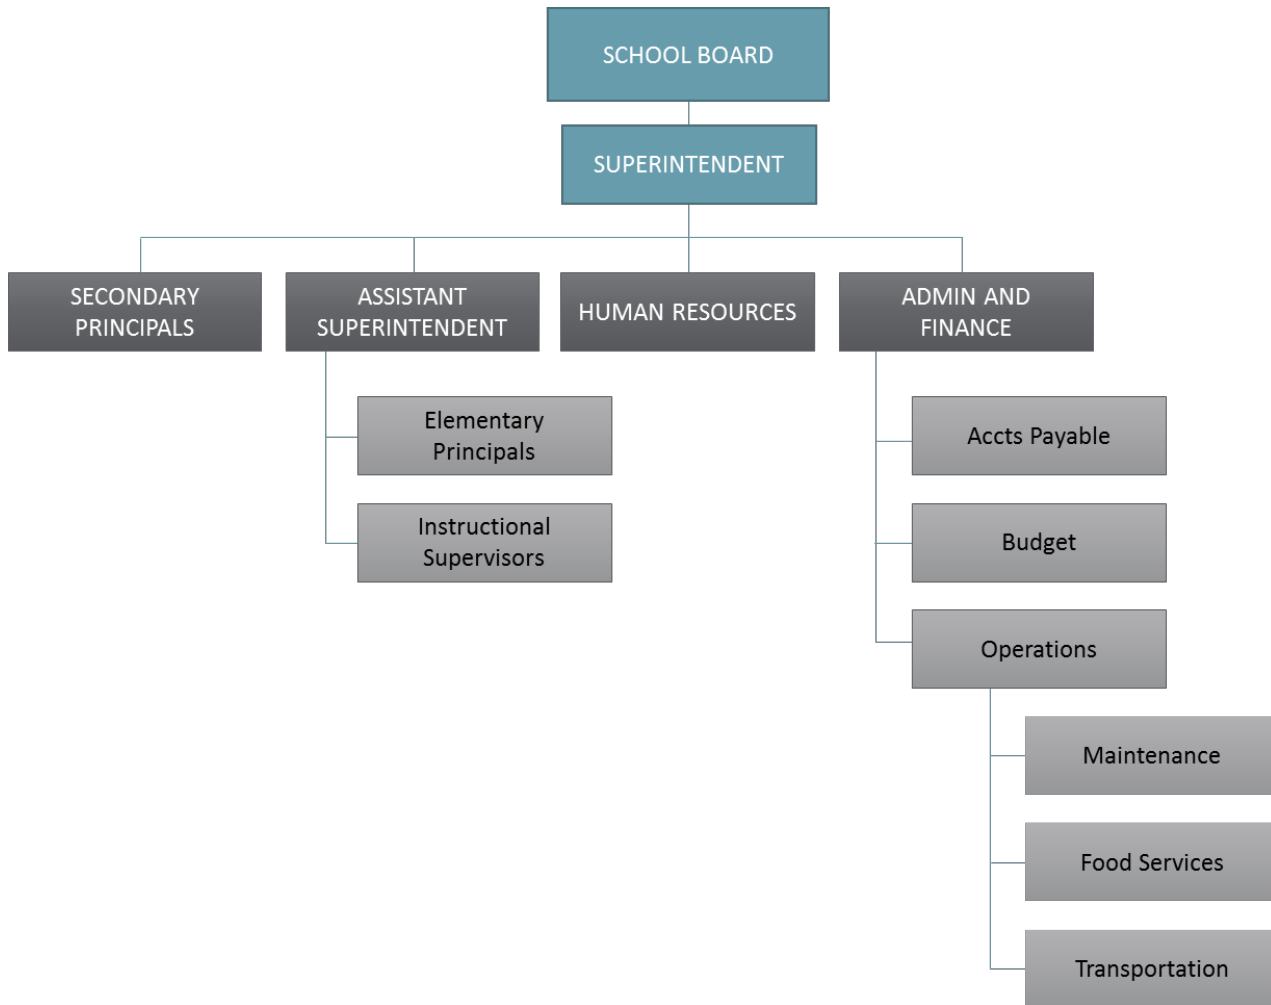 SCHOOL BOARD
SUPERINTENDENT
SECONDARY
PRINCIPALS
ASSISTANT
SUPERINTENDENT
HUMAN RESOURCES
ADMIN AND
FINANCE
Elementary
Principals
Instructional
Supervisors
Accts Payable
Budget
Operations
Maintenance
Food Services
Transportation